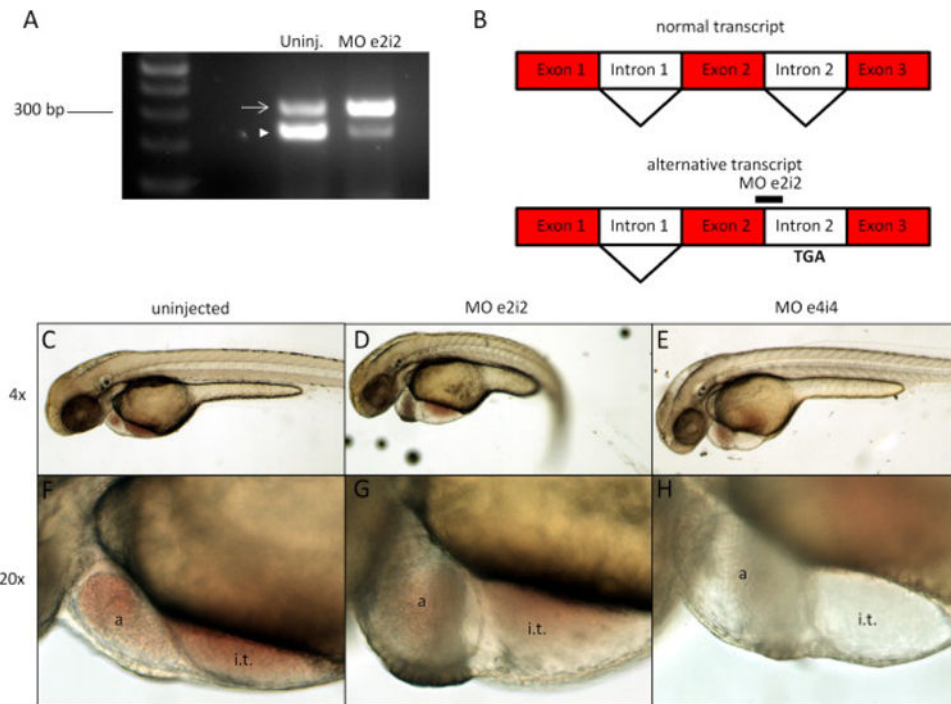 A
Uninj. MO e2i2
300 bp
B
normal transcript
Exon 1 Intron 1 Exon 2 Intron 2 Exon 3
alternative transcript
MO e2i2
Exon 1 Intron 1 Exon 2 Intron 2 Exon 3
TGA
uninjected MO e2i2 MO e4i4
C D E
4x
F G H
20x
a i.t. a i.t. a i.t.